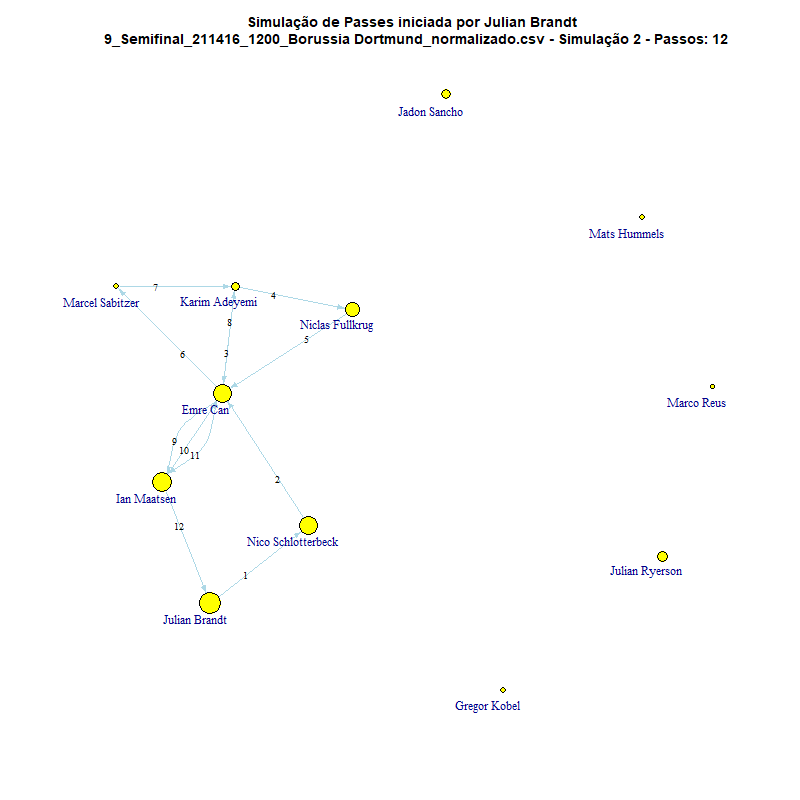 Simulação de Passes iniciada por Julian Brandt
9_Semifinal_211416_1200_Borussia Dortmund_normalizado.csv - Simulação 2 - Passos: 12
Jadon Sancho
Mats Hummels
7
4
Marcel Sabitzer
Karim Adeyemi
8
Niclas Fullkrug
5
6
3
Marco Reus
Emre Can
9
10
11
2
Ian Maatsen
12
Nico Schlotterbeck
Julian Ryerson
1
Julian Brandt
Gregor Kobel